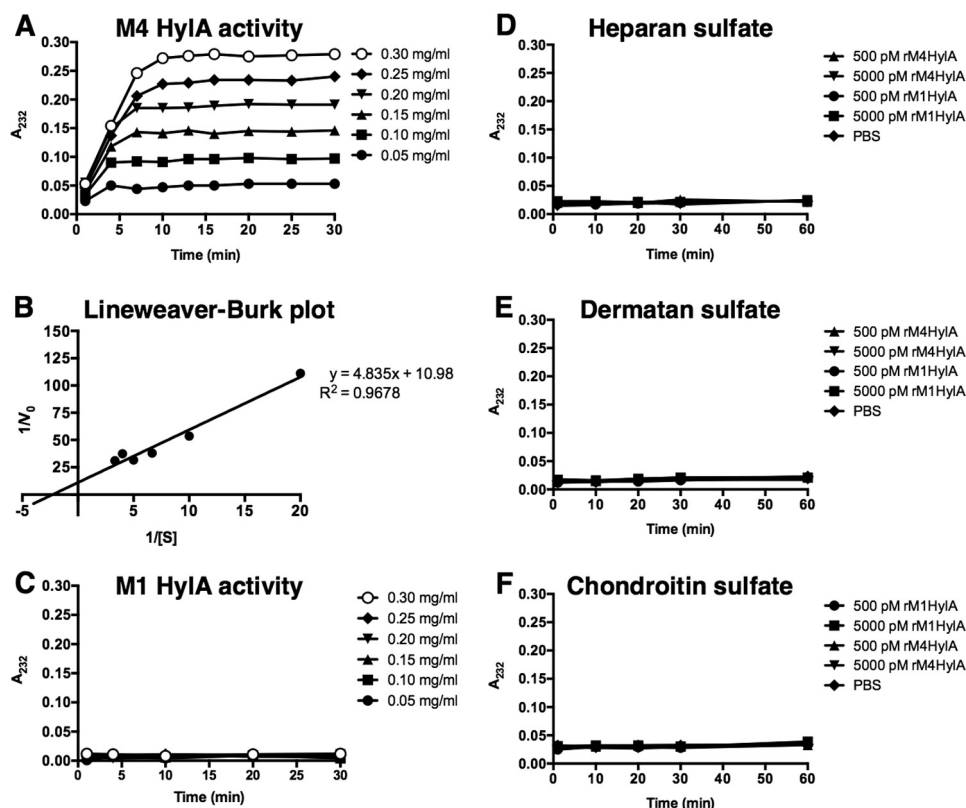 A
M4 HylA activity
A232
0.30
0.25
0.20
0.15
0.10
0.05
0.00
0 5 10 15 20 25 30
Time (min)
0.30 mg/ml
0.25 mg/ml
0.20 mg/ml
0.15 mg/ml
0.10 mg/ml
0.05 mg/ml
B
Lineweaver-Burk plot
1/V0
150
125
100
75
50
25
-5 5 10 15 20
1/[S]
y = 4.835x + 10.98
R2 = 0.9678
C
M1 HylA activity
A232
0.30
0.25
0.20
0.15
0.10
0.05
0.00
0 5 10 15 20 25 30
Time (min)
0.30 mg/ml
0.25 mg/ml
0.20 mg/ml
0.15 mg/ml
0.10 mg/ml
0.05 mg/ml
D
Heparan sulfate
A232
0.30
0.25
0.20
0.15
0.10
0.05
0.00
0 10 20 30 40 50 60
Time (min)
500 pM rM4HylA
5000 pM rM4HylA
500 pM rM1HylA
5000 pM rM1HylA
PBS
E
Dermatan sulfate
A232
0.30
0.25
0.20
0.15
0.10
0.05
0.00
0 10 20 30 40 50 60
Time (min)
500 pM rM4HylA
5000 pM rM4HylA
500 pM rM1HylA
5000 pM rM1HylA
PBS
F
Chondroitin sulfate
A232
0.30
0.25
0.20
0.15
0.10
0.05
0.00
0 10 20 30 40 50 60
Time (min)
500 pM rM1HylA
5000 pM rM1HylA
500 pM rM4HylA
5000 pM rM4HylA
PBS